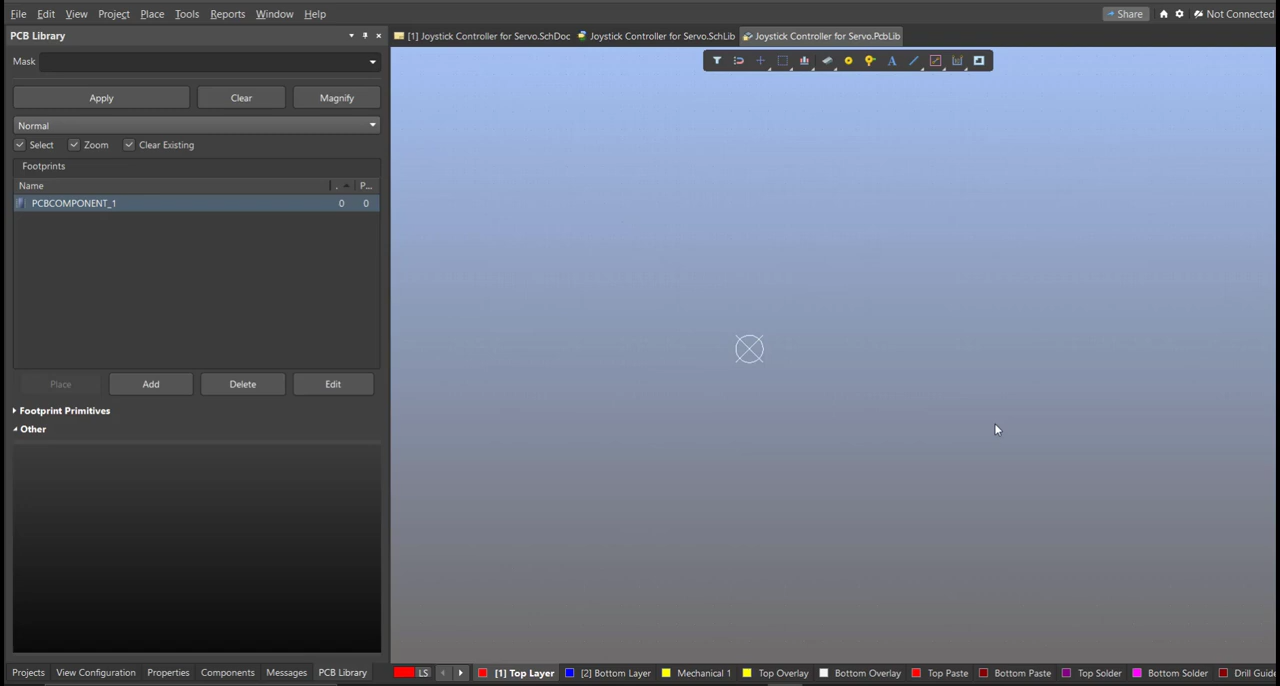 File Edit View Project Place Tools Reports Window Help Share Not Connected
PCB Library
[1] Joystick Controller for Servo.SchDoc Joystick Controller for Servo.SchLib Joystick Controller for Servo.PcbLib
Mask
Apply Clear Magnify
Normal
Select Zoom Clear Existing
Footprints
Name . P...
PCBCOMPONENT_1 0 0
Place Add Delete Edit
Footprint Primitives
Other
Projects View Configuration Properties Components Messages PCB Library
LS [1] Top Layer [2] Bottom Layer Mechanical 1 Top Overlay Bottom Overlay Top Paste Bottom Paste Top Solder Bottom Solder Drill Guid